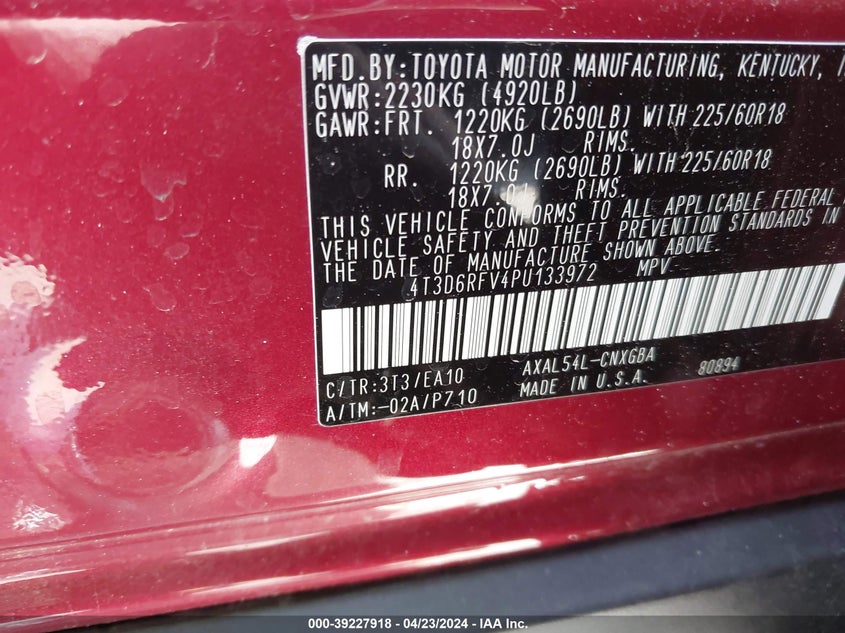 MFD.BY:TOYOTA MOTOR MANUFACTURING, KENTUCKY,
GVWR:2230KG (4920LB)
GAWR:FRT. 1220KG (2690LB) WITH 225/60R18
18X7.0J RIMS.
RR. 1220KG (2690LB) WITH 225/60R18
18X7.0J RIMS.
THIS VEHICLE CONFORMS TO ALL APPLICABLE FEDERAL
VEHICLE SAFETY AND THEFT PREVENTION STANDARDS IN
THE DATE OF MANUFACTURE SHOWN ABOVE.
4T3D6RFV4PU133972 MPV
C/TR:3T3/EA10 AXAL54L-CNXGBA 80894
A/TM:-02A/P710 MADE IN U.S.A.
000-39227918 - 04/23/2024 - IAA Inc.